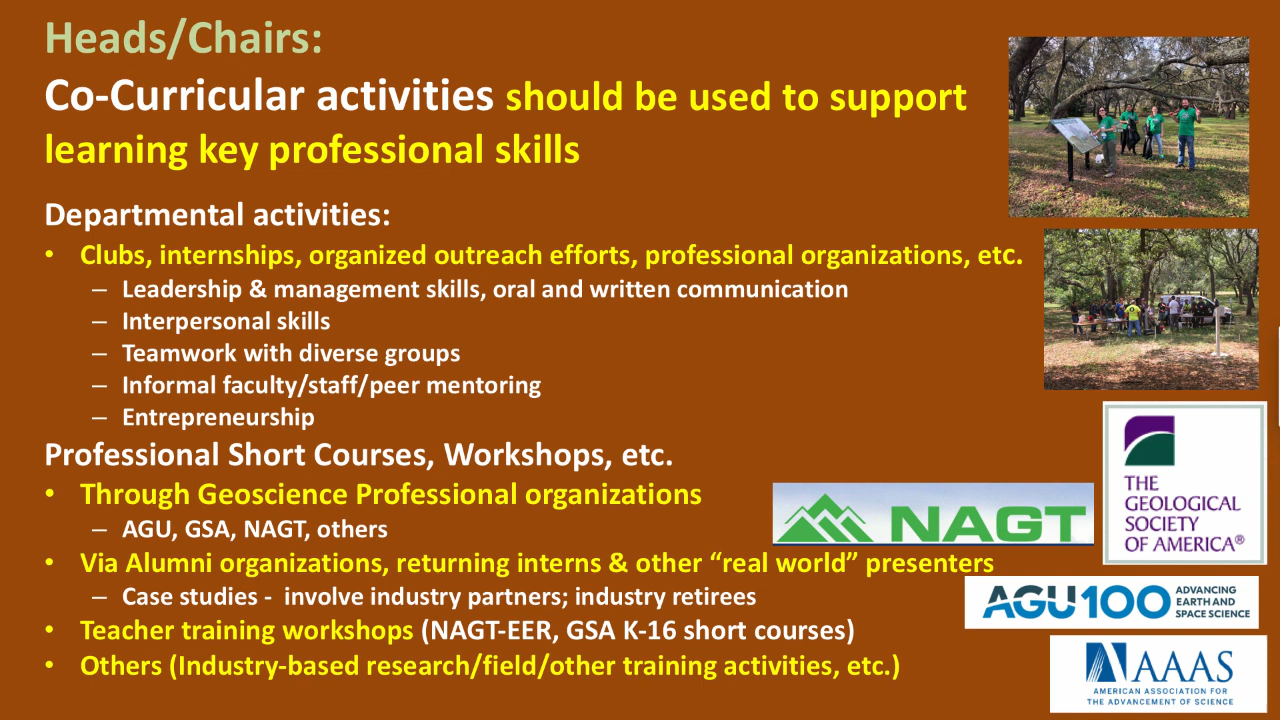 Heads/Chairs:
Co-Curricular activities should be used to support
learning key professional skills
Departmental activities:
• Clubs, internships, organized outreach efforts, professional organizations, etc.
– Leadership & management skills, oral and written communication
– Interpersonal skills
– Teamwork with diverse groups
– Informal faculty/staff/peer mentoring
– Entrepreneurship
Professional Short Courses, Workshops, etc.
• Through Geoscience Professional organizations
– AGU, GSA, NAGT, others
• Via Alumni organizations, returning interns & other “real world” presenters
– Case studies - involve industry partners; industry retirees
• Teacher training workshops (NAGT-EER, GSA K-16 short courses)
• Others (Industry-based research/field/other training activities, etc.)
NAGT
THE
GEOLOGICAL
SOCIETY
OF AMERICA®
AGU100 ADVANCING
EARTH AND
SPACE SCIENCE
AAAS
AMERICAN ASSOCIATION FOR
THE ADVANCEMENT OF SCIENCE